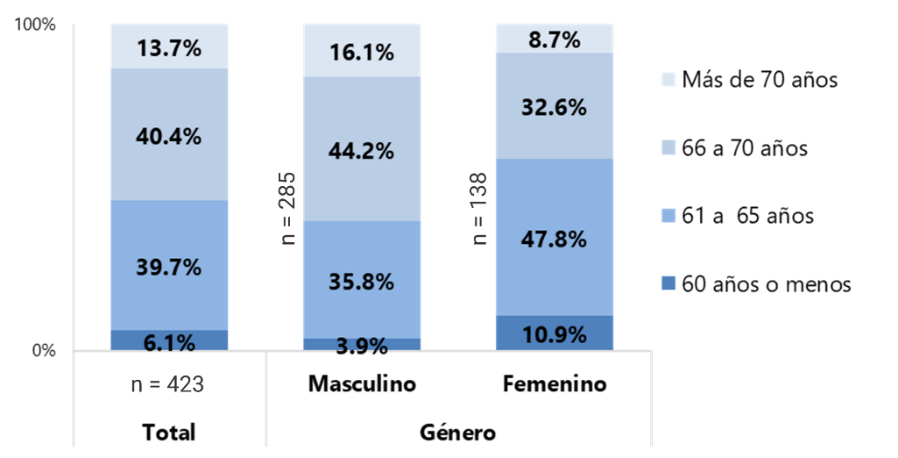 100%
13.7%
16.1%
8.7%
40.4%
44.2%
32.6%
39.7%
35.8%
47.8%
6.1%
3.9%
10.9%
0%
n = 285
n = 138
Más de 70 años
66 a 70 años
61 a  65 años
60 años o menos
n = 423
Masculino
Femenino
Total
Género